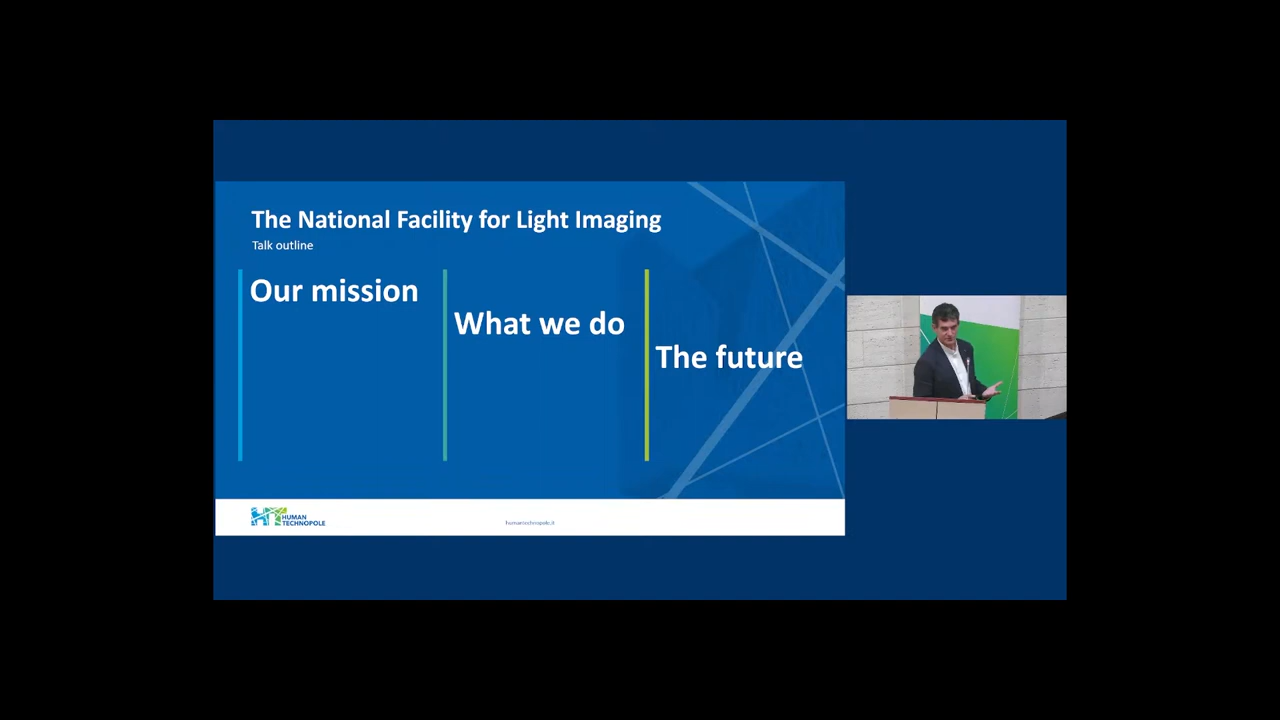 The National Facility for Light Imaging
Talk outline
Our mission
What we do
The future
HT HUMAN
TECHNOPOLE
humantechnopole.it